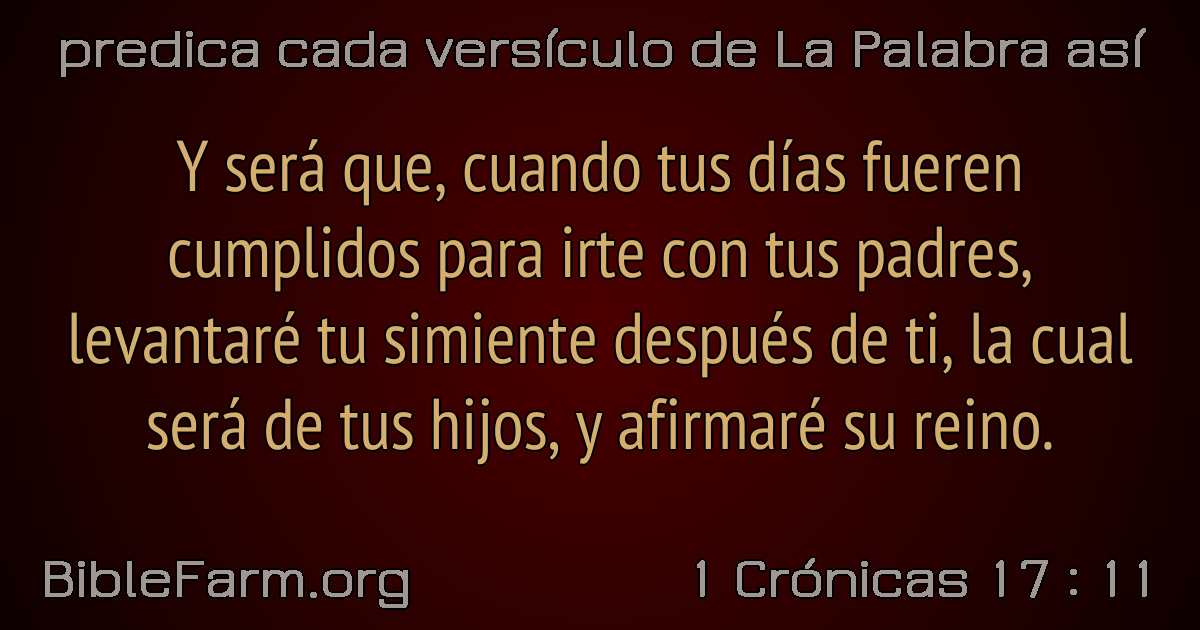 predica cada versículo de La Palabra así
Y será que, cuando tus días fueren
cumplidos para irte con tus padres,
levantaré tu simiente después de ti, la cual
será de tus hijos, y afirmaré su reino.
BibleFarm.org
1 Crónicas 17 : 11